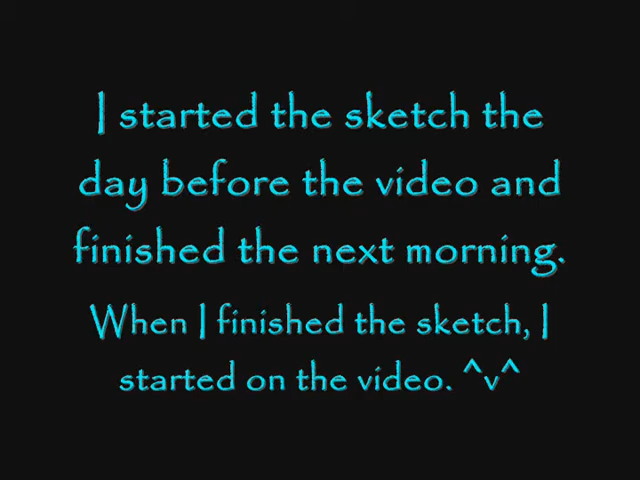 I started the sketch the
day before the video and
finished the next morning.
When I finished the sketch, I
started on the video. ^v^